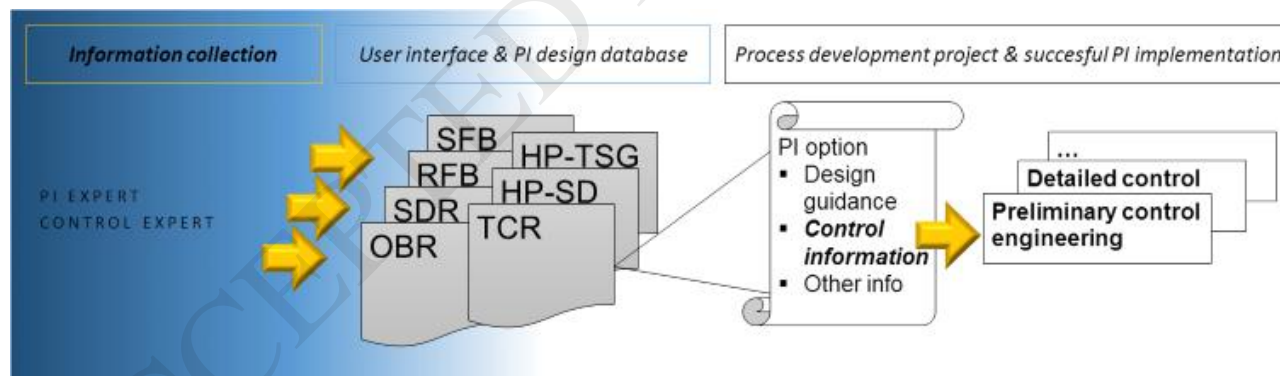 Information collection
User interface & PI design database
Process development project & succesful PI implementation
PI EXPERT
CONTROL EXPERT
SFB
RFB
SDR
OBR
HP-TSG
HP-SD
TCR
PI option
▪ Design
guidance
▪ Control
information
▪ Other info
...
Detailed control
Preliminary control
engineering